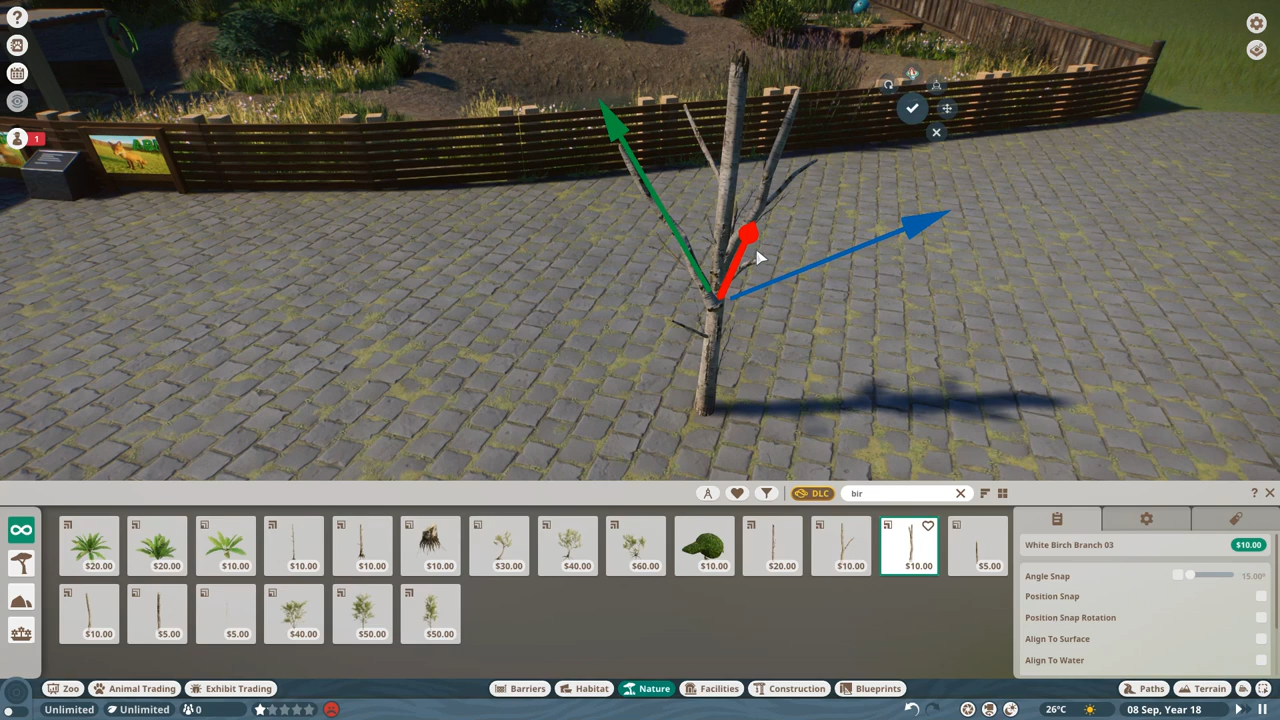 ?
1
DLC
bir
?
$20.00
$20.00
$10.00
$10.00
$10.00
$10.00
$30.00
$40.00
$60.00
$10.00
$20.00
$10.00
$10.00
$5.00
$10.00
$5.00
$5.00
$40.00
$50.00
$50.00
White Birch Branch 03
$10.00
Angle Snap
15.00°
Position Snap
Position Snap Rotation
Align To Surface
Align To Water
Zoo
Animal Trading
Exhibit Trading
Barriers
Habitat
Nature
Facilities
Construction
Blueprints
Paths
Terrain
Unlimited
Unlimited
0
26°C
08 Sep, Year 18